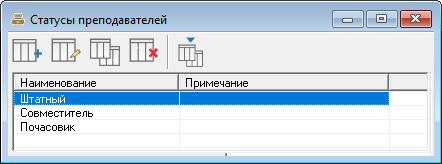 Статусы преподавателей
Наименование Примечание
Штатный
Совместитель
Почасовик